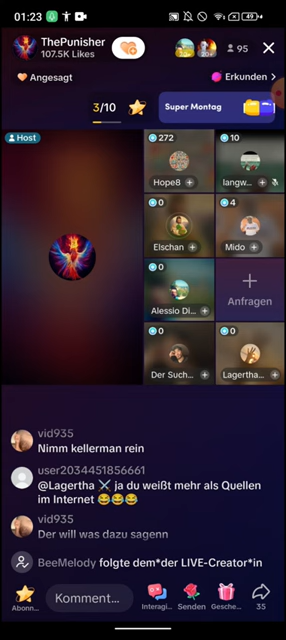 01:23
49
ThePunisher
107.5K Likes
20
95
Angesagt
Erkunden >
3/10
Super Montag
Host
272
Hope8 +
10
langw... +
0
Elschan +
4
Mido +
0
Alessio Di... +
+
Anfragen
0
Der Such... +
0
Lagertha... +
vid935
Nimm kellerman rein
user2034451856661
@Lagertha ⚔️ ja du weißt mehr als Quellen
im Internet 😂😂😂
vid935
Der will was dazu sagenn
BeeMelody folgte dem*der LIVE-Creator*in
Abonn...
Komment...
Interagi...
Senden
Gesche...
35